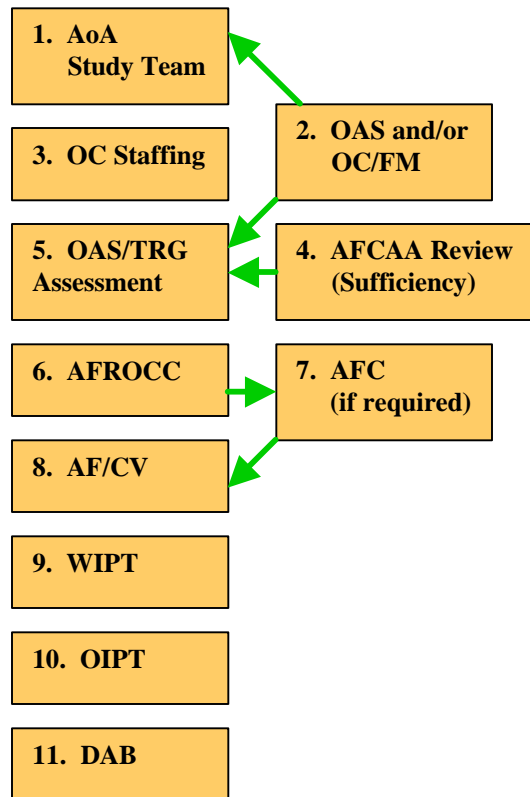 1. AoA
Study Team
2. OAS and/or
OC/FM
3. OC Staffing
4. AFCAA Review
(Sufficiency)
5. OAS/TRG
Assessment
6. AFROCC
7. AFC
(if required)
8. AF/CV
9. WIPT
10. OIPT
11. DAB